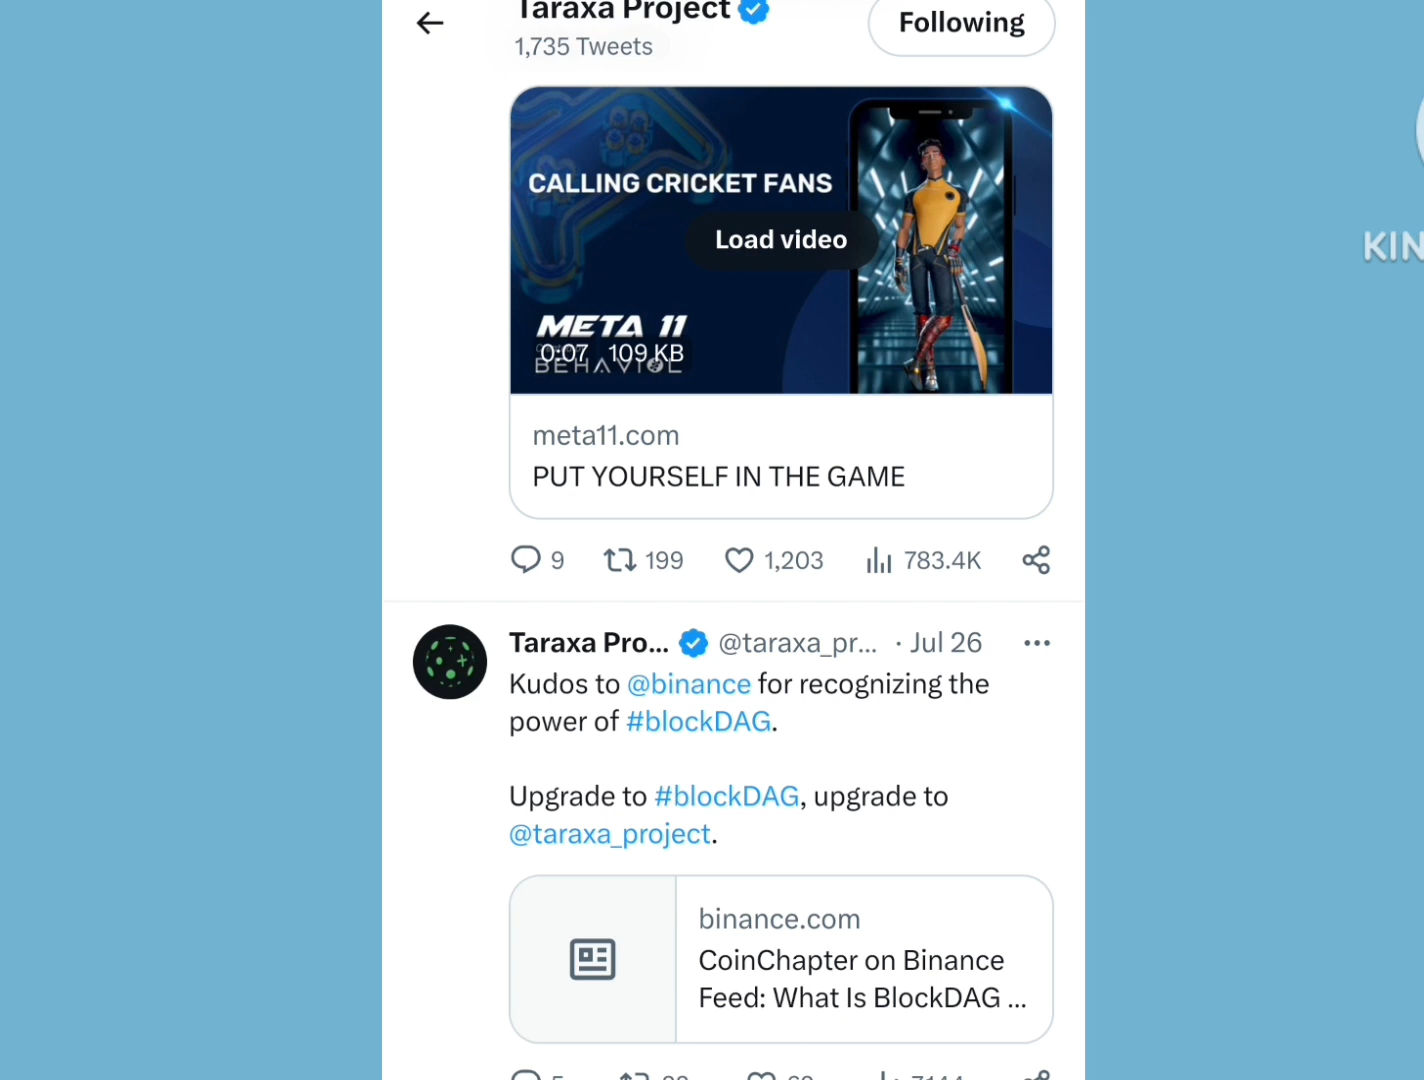 Taraxa Project
Following
1,735 Tweets
CALLING CRICKET FANS
Load video
META 11
0:07 109 KB
meta11.com
PUT YOURSELF IN THE GAME
9 199 1,203 783.4K
Taraxa Pro... @taraxa_pr... · Jul 26
Kudos to @binance for recognizing the
power of #blockDAG.
Upgrade to #blockDAG, upgrade to
@taraxa_project.
binance.com
CoinChapter on Binance
Feed: What Is BlockDAG ...
KIN